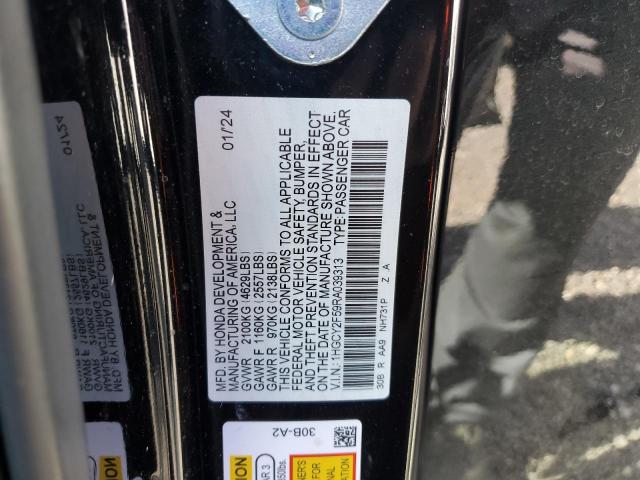 MFD. BY HONDA DEVELOPMENT & 01/24
MANUFACTURING OF AMERICA, LLC
GVWR 2100KG(4629LBS)
GAWR F 1160KG(2557LBS)
GAWR R 970KG(2138LBS)
THIS VEHICLE CONFORMS TO ALL APPLICABLE
FEDERAL MOTOR VEHICLE SAFETY, BUMPER,
AND THEFT PREVENTION STANDARDS IN EFFECT
ON THE DATE OF MANUFACTURE SHOWN ABOVE.
V.I.N.:1HGCY2F59RA039313 TYPE:PASSENGER CAR
30B R AA9 NH731P Z A
30B-A2